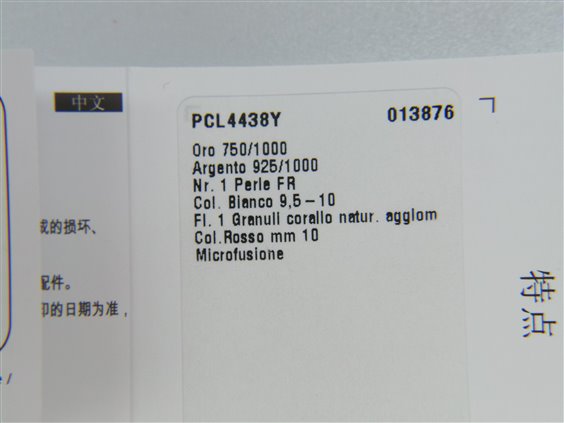 中文
PCL4438Y 013876
Oro 750/1000
Argento 925/1000
Nr. 1 Perle FR
Col. Bianco 9,5-10
Fl. 1 Granuli corallo natur. agglom
Col.Rosso mm 10
Microfusione
的损坏、
配件。
印的日期为准，
特点